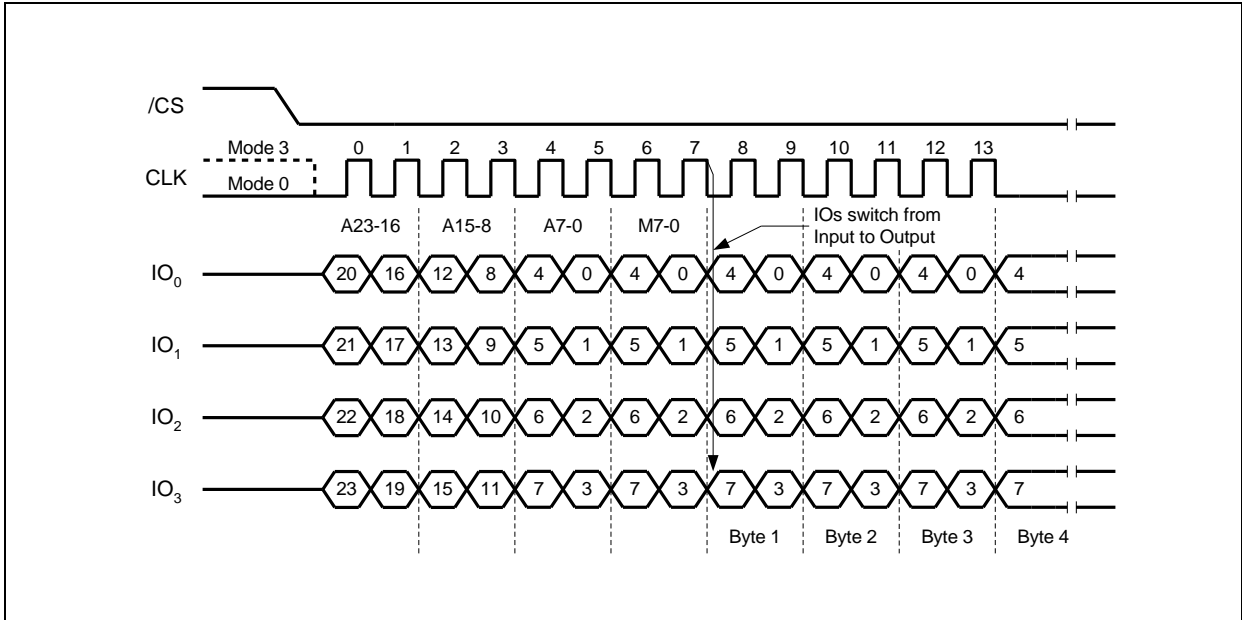 /CS
Mode 3
CLK
Mode 0
0 1 2 3 4 5 6 7 8 9 10 11 12 13
A23-16 A15-8 A7-0 M7-0
IOs switch from
Input to Output
IO0 20 16 12 8 4 0 4 0 4 0 4 0 4 0 4
IO1 21 17 13 9 5 1 5 1 5 1 5 1 5 1 5
IO2 22 18 14 10 6 2 6 2 6 2 6 2 6 2 6
IO3 23 19 15 11 7 3 7 3 7 3 7 3 7 3 7
Byte 1 Byte 2 Byte 3 Byte 4